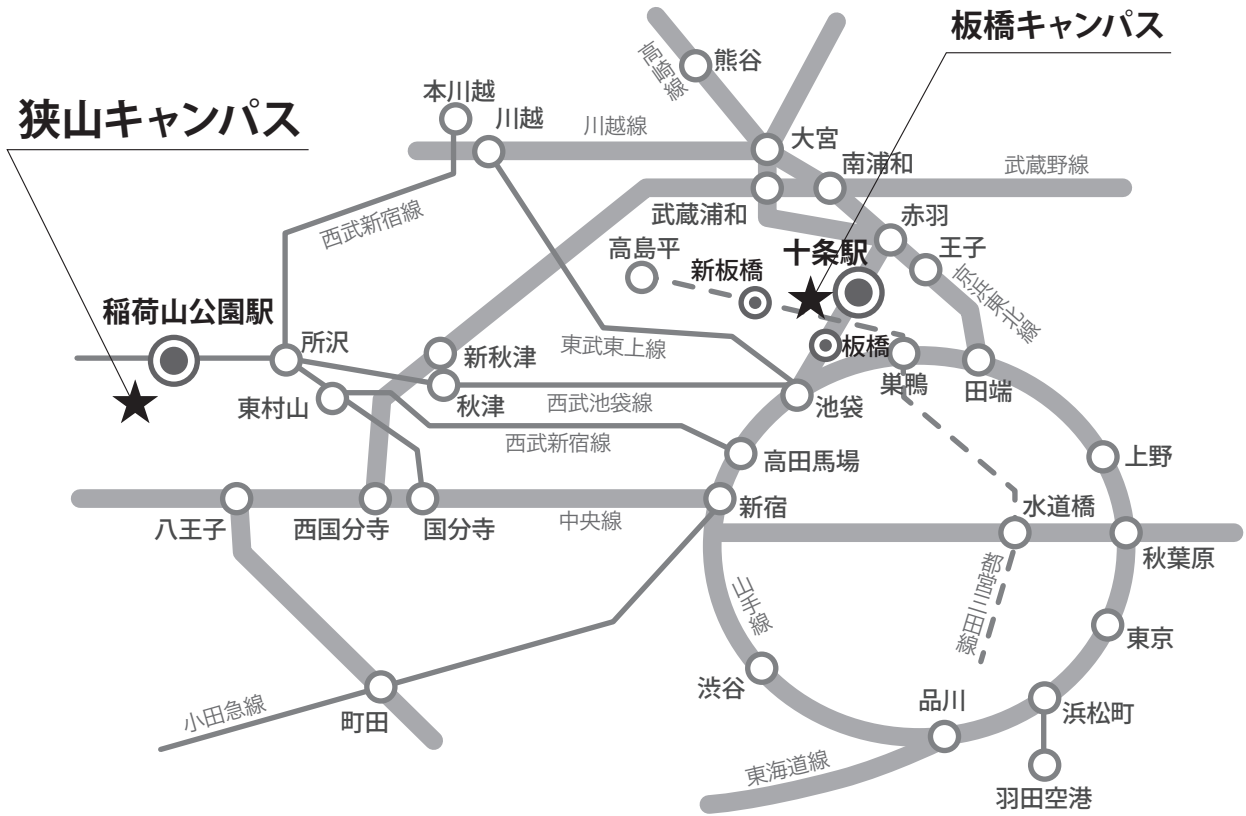 板橋キャンパス
狭山キャンパス
高崎線
熊谷
本川越
川越
川越線
大宮
南浦和
武蔵野線
西武新宿線
武蔵浦和
赤羽
高島平
新板橋
十条駅
王子
京浜東北線
稲荷山公園駅
所沢
新秋津
東武東上線
板橋
巣鴨
田端
東村山
秋津
西武池袋線
池袋
西武新宿線
高田馬場
上野
八王子
西国分寺
国分寺
中央線
新宿
水道橋
秋葉原
都営三田線
山手線
東京
渋谷
品川
浜松町
小田急線
町田
東海道線
羽田空港